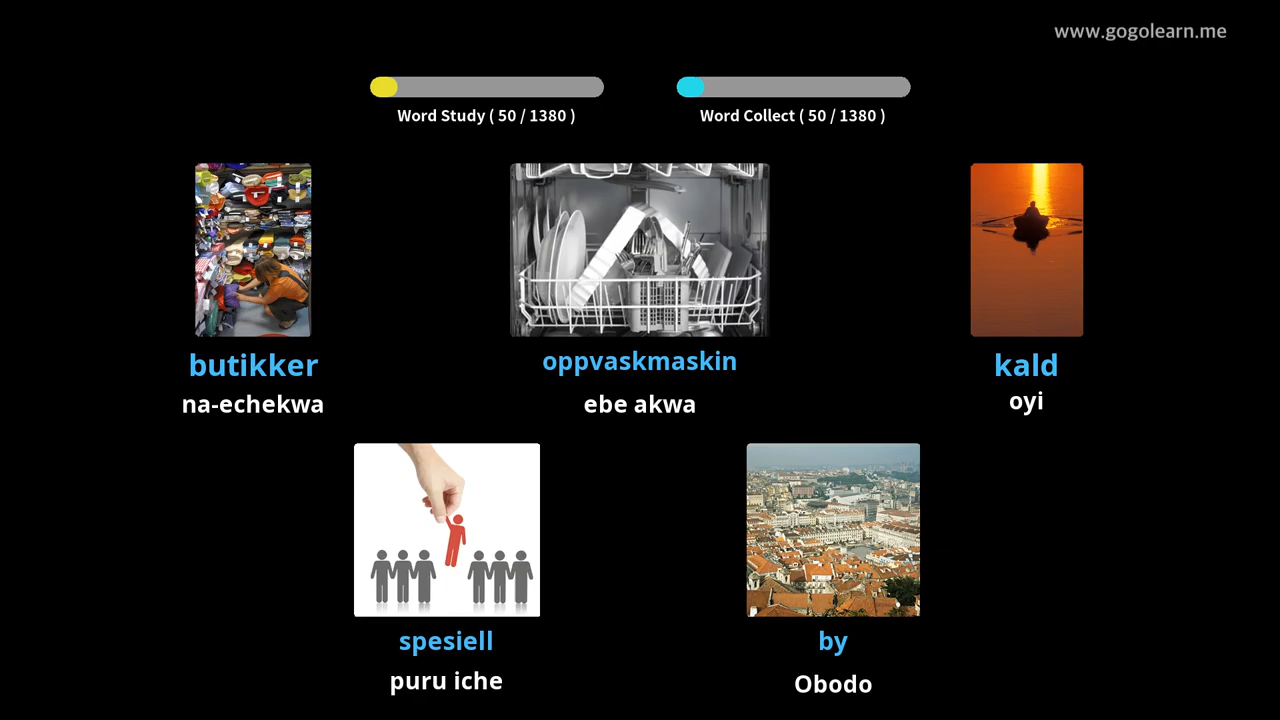 www.gogolearn.me
Word Study ( 50 / 1380 )
Word Collect ( 50 / 1380 )
butikker
na-echekwa
oppvaskmaskin
ebe akwa
kald
oyi
spesiell
puru iche
by
Obodo